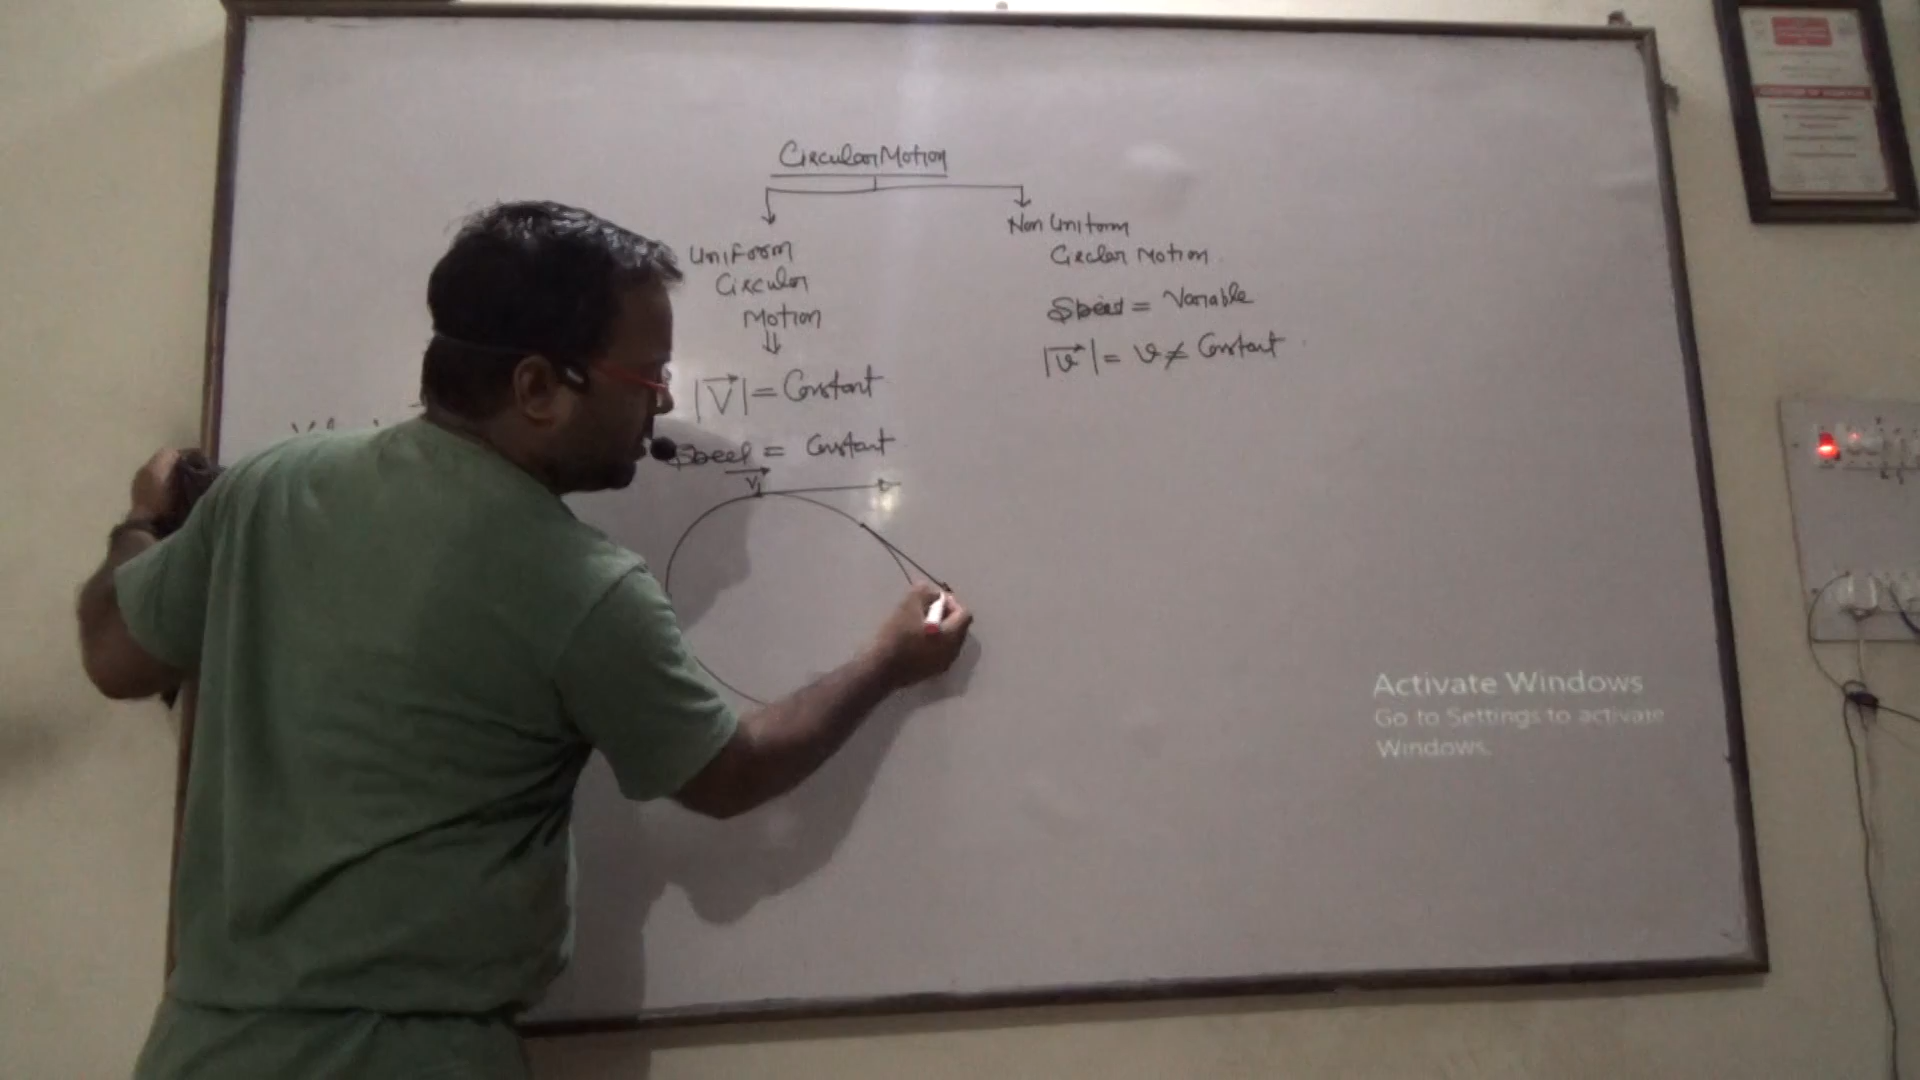 Circular Motion
Uniform
Circular
Motion
|V| = Constant
Speed = Constant
V1
Non Uniform
Circlar Motion
Speed = Variable
|v| = v ≠ Constant
Activate Windows
Go to Settings to activate
Windows.